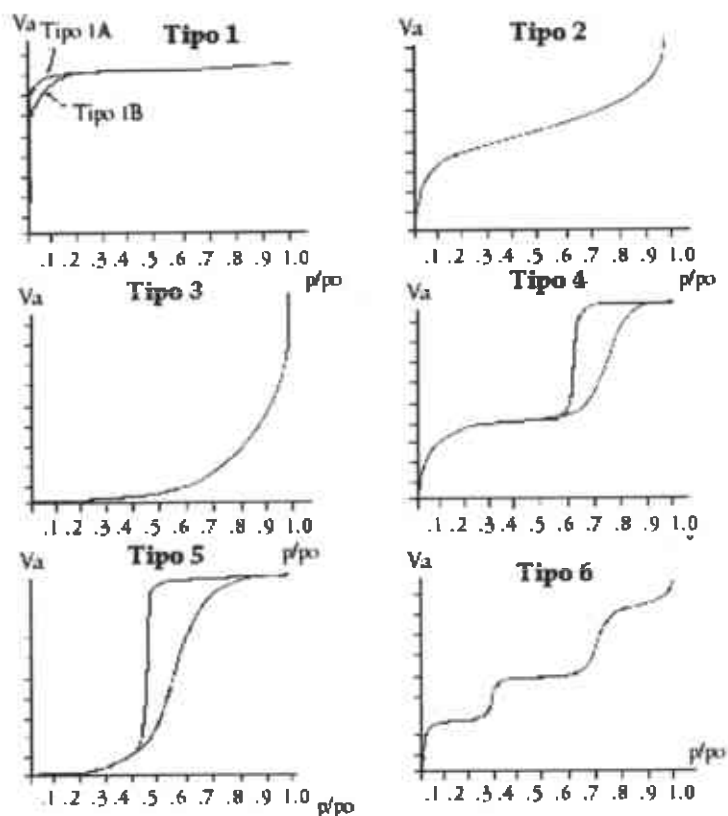 Va Tipo 1A Tipo 1
Tipo 1B
.1 .2 .3 .4 .5 .6 .7 .8 .9 1.0
p/po
Va Tipo 2
.1 .2 .3 .4 .5 .6 .7 .8 .9 1.0
p/po
Va Tipo 3
.1 .2 .3 .4 .5 .6 .7 .8 .9 1.0
p/po
Va Tipo 4
.1 .2 .3 .4 .5 .6 .7 .8 .9 1.0
Va Tipo 5
.1 .2 .3 .4 .5 .6 .7 .8 .9 1.0
p/po
Va Tipo 6
p/po
.1 .2 .3 .4 .5 .6 .7 .8 .9 1.0